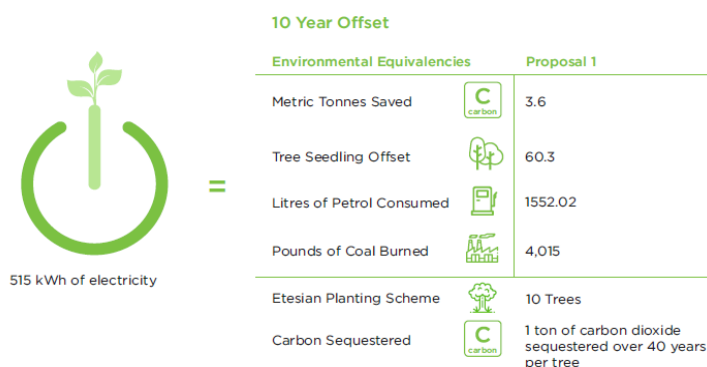 10 Year Offset
Environmental Equivalencies Proposal 1
Metric Tonnes Saved C carbon 3.6
Tree Seedling Offset 60.3
Litres of Petrol Consumed 1552.02
Pounds of Coal Burned 4,015
=
515 kWh of electricity
Etesian Planting Scheme 10 Trees
Carbon Sequestered C carbon 1 ton of carbon dioxide
sequestered over 40 years
per tree